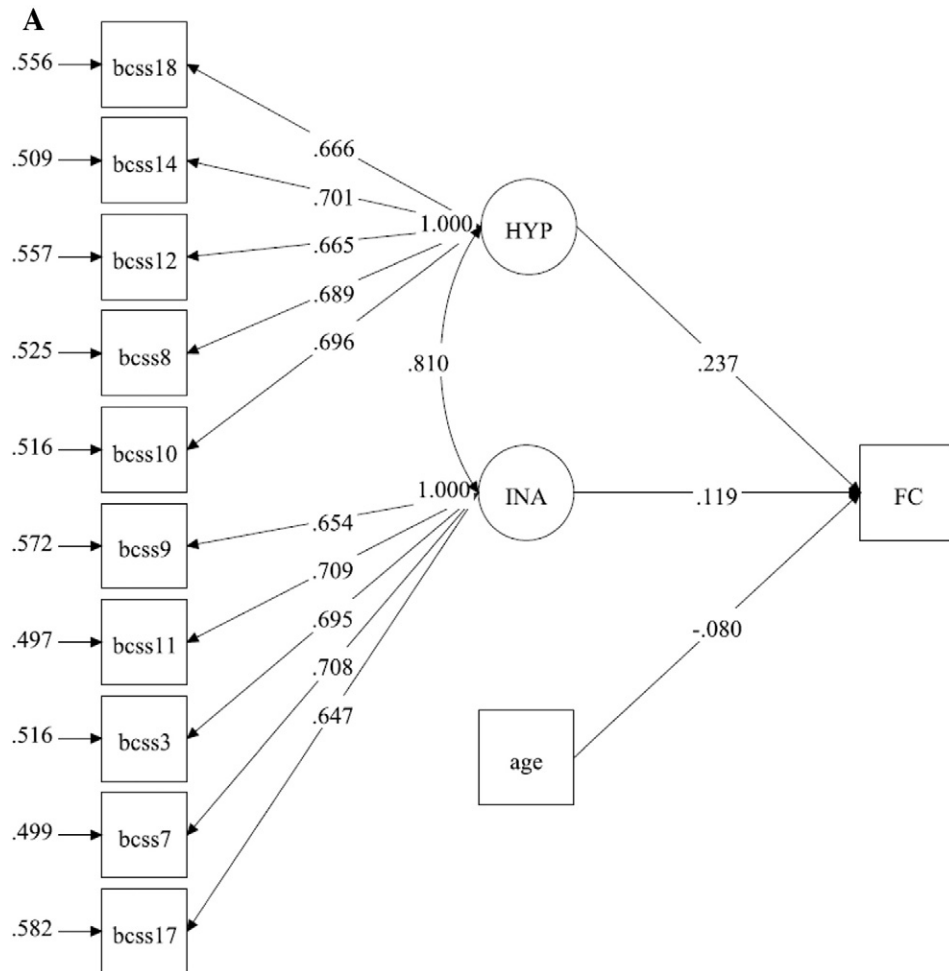 A
.556
bcss18
.666
.509
bcss14
.701
1.000
HYP
.557
bcss12
.665
.689
.525
bcss8
.696
.810
.237
.516
bcss10
1.000
INA
.119
FC
.654
.572
bcss9
.709
.695
.497
bcss11
-.080
.708
.647
.516
bcss3
age
.499
bcss7
.582
bcss17